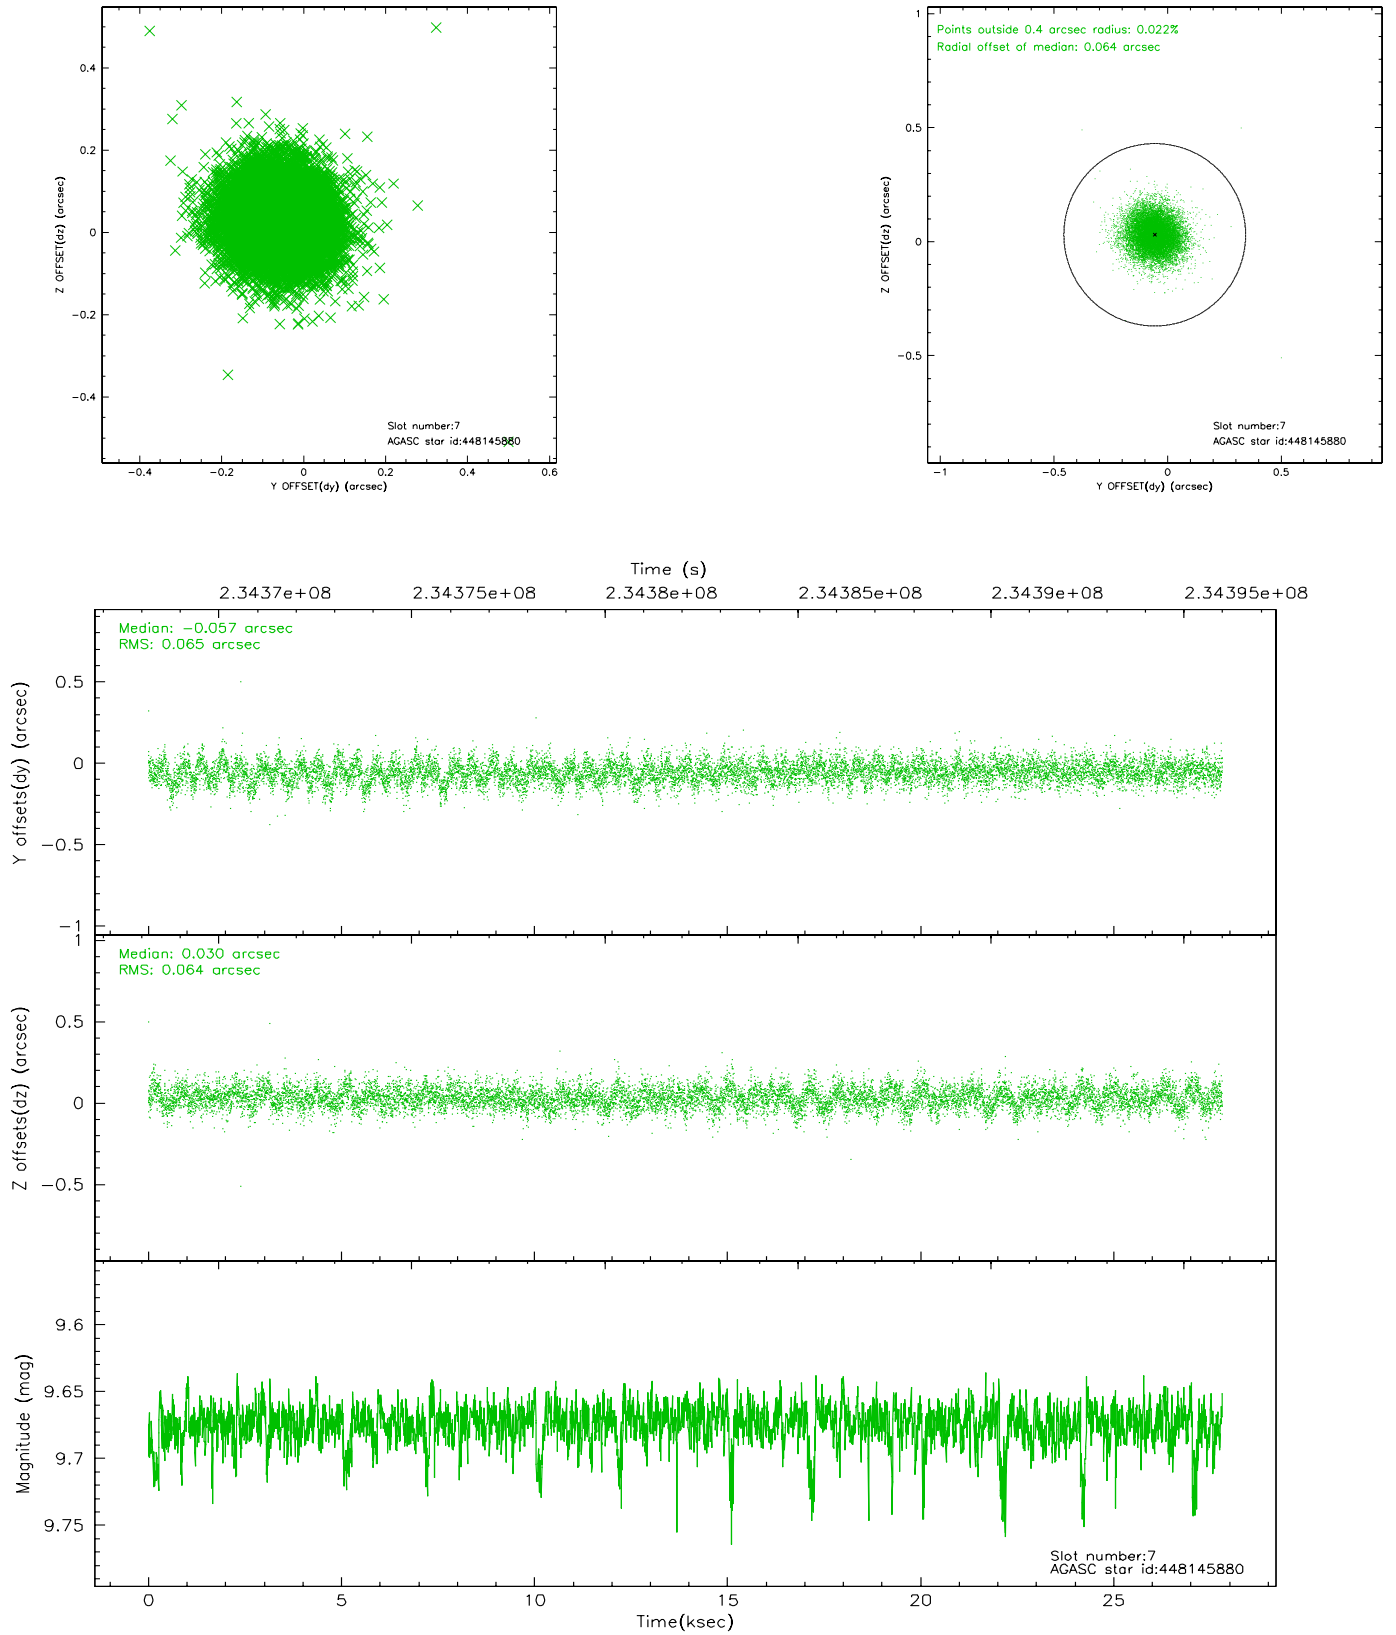 Points outside 0.4 arcsec radius: 0.022%
Radial offset of median: 0.064 arcsec
0.4
0.2
0
−0.2
−0.4
Z OFFSET(dz) (arcsec)
Slot number:7
AGASC star id:448145880
−0.4
−0.2
0
0.2
0.4
0.6
Y OFFSET(dy) (arcsec)
1
0.5
0
−0.5
Z OFFSET(dz) (arcsec)
Slot number:7
AGASC star id:448145880
−1
−0.5
0
0.5
Y OFFSET(dy) (arcsec)
Time (s)
2.3437e+08
2.34375e+08
2.3438e+08
2.34385e+08
2.3439e+08
2.34395e+08
Median: −0.057 arcsec
RMS: 0.065 arcsec
0.5
0
−0.5
−1
Y offsets(dy) (arcsec)
Median: 0.030 arcsec
RMS: 0.064 arcsec
1
0.5
0
−0.5
Z offsets(dz) (arcsec)
9.6
9.65
9.7
9.75
Magnitude (mag)
Slot number:7
AGASC star id:448145880
0
5
10
15
20
25
Time(ksec)